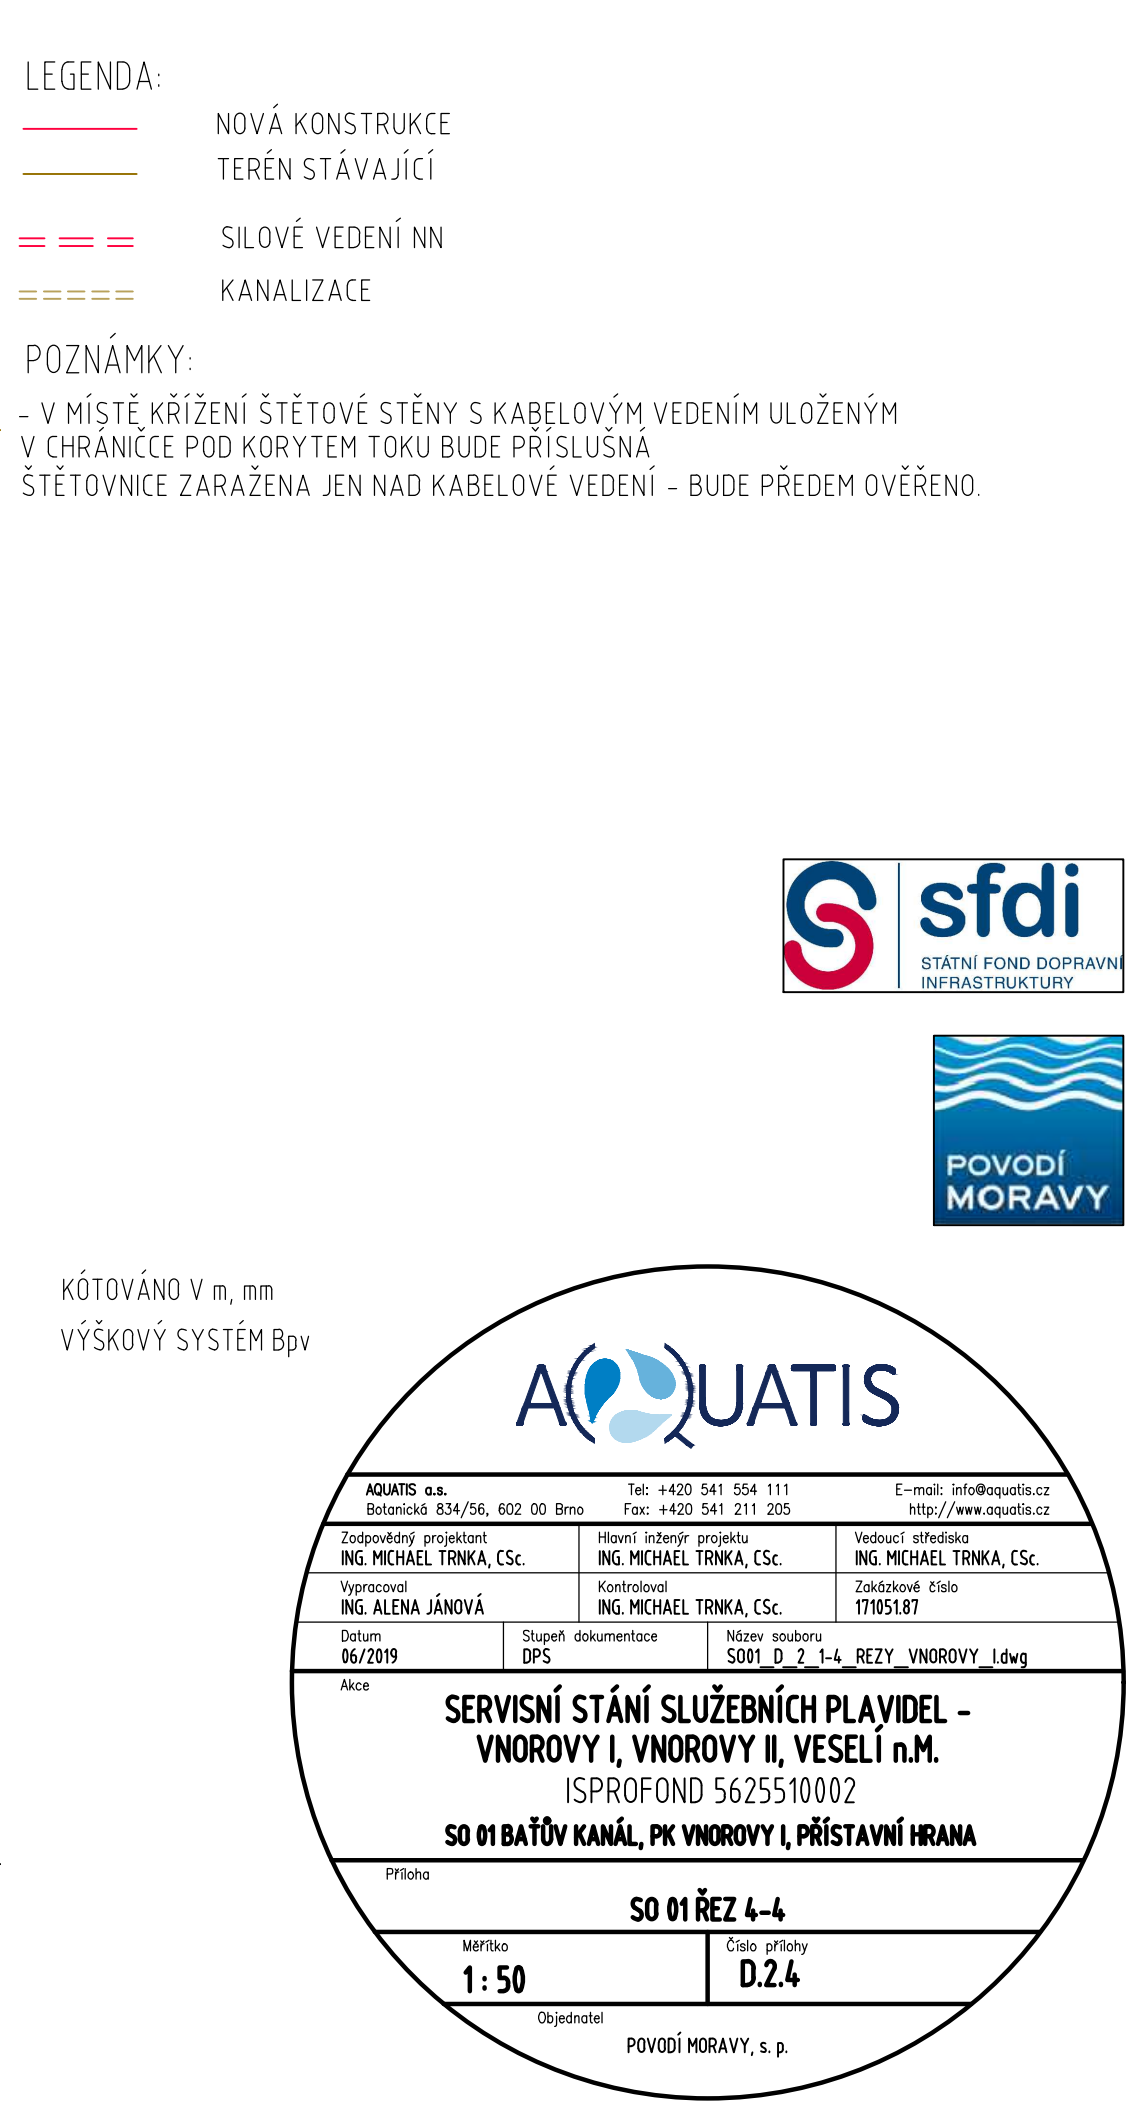 LEGENDA:
NOVÁ KONSTRUKCE
TERÉN STÁVAJÍCÍ
SILOVÉ VEDENÍ NN
KANALIZACE
POZNÁMKY:
- V MÍSTĚ KŘÍŽENÍ ŠTĚTOVÉ STĚNY S KABELOVÝM VEDENÍM ULOŽENÝM
V CHRÁNIČCE POD KORYTEM TOKU BUDE PŘÍSLUŠNÁ
ŠTĚTOVNICE ZARAŽENA JEN NAD KABELOVÉ VEDENÍ - BUDE PŘEDEM OVĚŘENO.
sfdi
STÁTNÍ FOND DOPRAVNÍ
INFRASTRUKTURY
POVODÍ
MORAVY
KÓTOVÁNO V m, mm
VÝŠKOVÝ SYSTÉM Bpv
AQUATIS
AQUATIS a.s. Tel: +420 541 554 111 E-mail: info@aquatis.cz
Botanická 834/56, 602 00 Brno Fax: +420 541 211 205 http://www.aquatis.cz
Zodpovědný projektant Hlavní inženýr projektu Vedoucí střediska
ING. MICHAEL TRNKA, CSc. ING. MICHAEL TRNKA, CSc. ING. MICHAEL TRNKA, CSc.
Vypracoval Kontroloval Zakázkové číslo
ING. ALENA JÁNOVÁ ING. MICHAEL TRNKA, CSc. 171051.87
Datum Stupeň dokumentace Název souboru
06/2019 DPS SO01_D_2_1-4_REZY_VNOROVY_I.dwg
Akce
SERVISNÍ STÁNÍ SLUŽEBNÍCH PLAVIDEL -
VNOROVY I, VNOROVY II, VESELÍ n.M.
ISPROFOND 5625510002
SO 01 BAŤŮV KANÁL, PK VNOROVY I, PŘÍSTAVNÍ HRANA
Příloha
SO 01 ŘEZ 4-4
Měřítko Číslo přílohy
1 : 50 D.2.4
Objednatel
POVODÍ MORAVY, s. p.